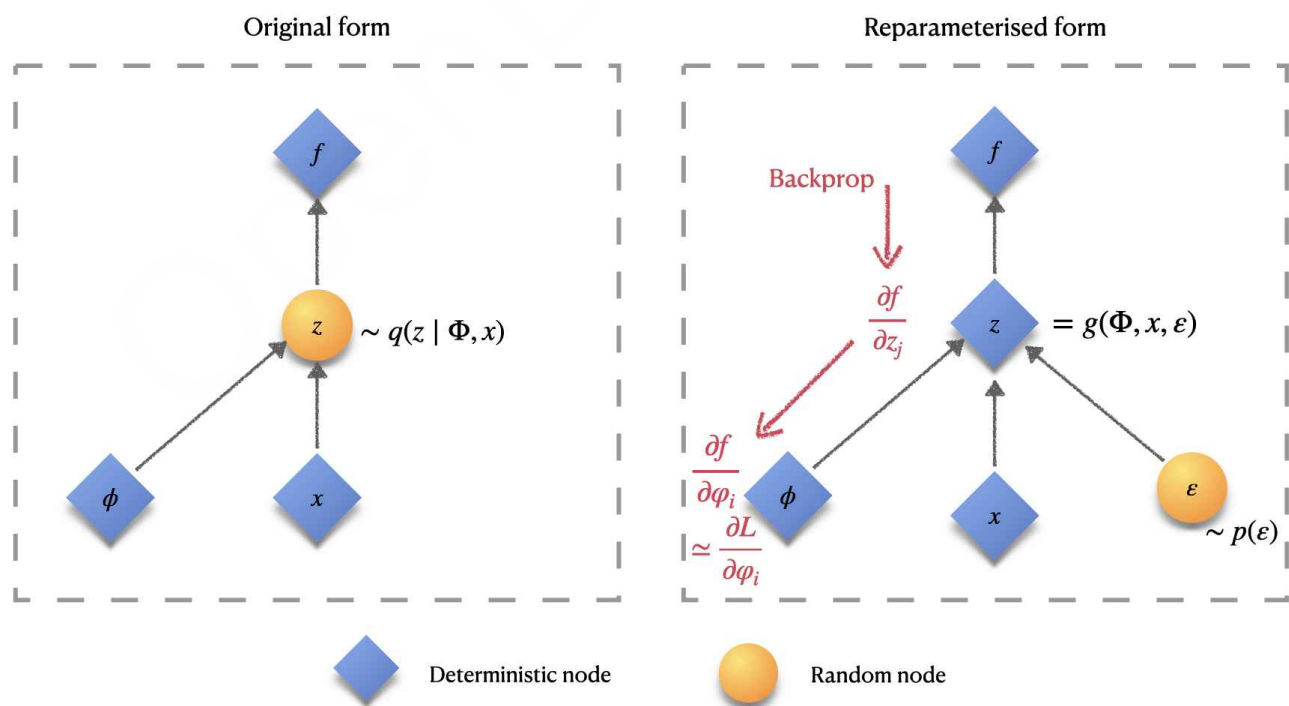 Original form
f
z
~ q(z | Φ, x)
ϕ
x
Reparameterised form
f
Backprop
∂f
∂z_j
z
= g(Φ, x, ε)
∂f
∂φ_i
≃ ∂L
∂φ_i
ϕ
x
ε
~ p(ε)
Deterministic node
Random node